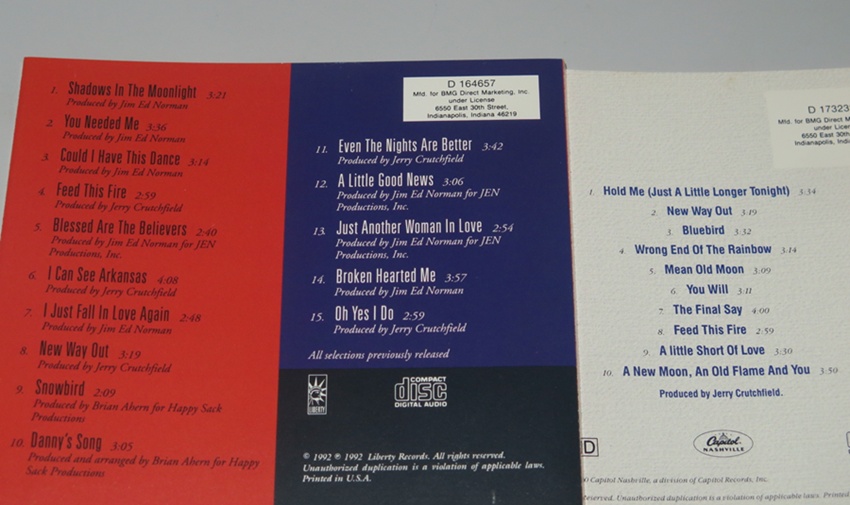 1. Shadows In The Moonlight 3:21
Produced by Jim Ed Norman
2. You Needed Me 3:36
Produced by Jim Ed Norman
3. Could I Have This Dance 3:14
Produced by Jim Ed Norman
4. Feed This Fire 2:59
Produced by Jerry Crutchfield
5. Blessed Are The Believers 2:40
Produced by Jim Ed Norman for JEN
Productions, Inc.
6. I Can See Arkansas 4:08
Produced by Jerry Crutchfield
7. I Just Fall In Love Again 2:48
Produced by Jim Ed Norman
8. New Way Out 3:19
Produced by Jerry Crutchfield
9. Snowbird 2:09
Produced by Brian Ahern for Happy Sack
Productions
10. Danny's Song 3:05
Produced and arranged by Brian Ahern for Happy
Sack Productions
D 164657
Mfd. for BMG Direct Marketing, Inc.
under License
6550 East 30th Street,
Indianapolis, Indiana 46219
11. Even The Nights Are Better 3:42
Produced by Jerry Crutchfield
12. A Little Good News 3:06
Produced by Jim Ed Norman for JEN
Productions, Inc.
13. Just Another Woman In Love 2:54
Produced by Jim Ed Norman for JEN
Productions, Inc.
14. Broken Hearted Me 3:57
Produced by Jim Ed Norman
15. Oh Yes I Do 2:59
Produced by Jerry Crutchfield
All selections previously released
LIBERTY
COMPACT
disc
DIGITAL AUDIO
© 1992 ℗ 1992 Liberty Records. All rights reserved.
Unauthorized duplication is a violation of applicable laws.
Printed in U.S.A.
D 17323
Mfd. for BMG Direct M
under Lice
6550 East 30th
Indianapolis, India
1. Hold Me (Just A Little Longer Tonight) 3:34
2. New Way Out 3:19
3. Bluebird 3:32
4. Wrong End Of The Rainbow 3:14
5. Mean Old Moon 3:09
6. You Will 3:11
7. The Final Say 4:00
8. Feed This Fire 2:59
9. A little Short Of Love 3:30
10. A New Moon, An Old Flame And You 3:50
Produced by Jerry Crutchfield.
D
Capitol
NASHVILLE
Capitol Nashville, a division of Capitol Records, Inc.
reserved. Unauthorized duplication is a violation of applicable laws. Printed